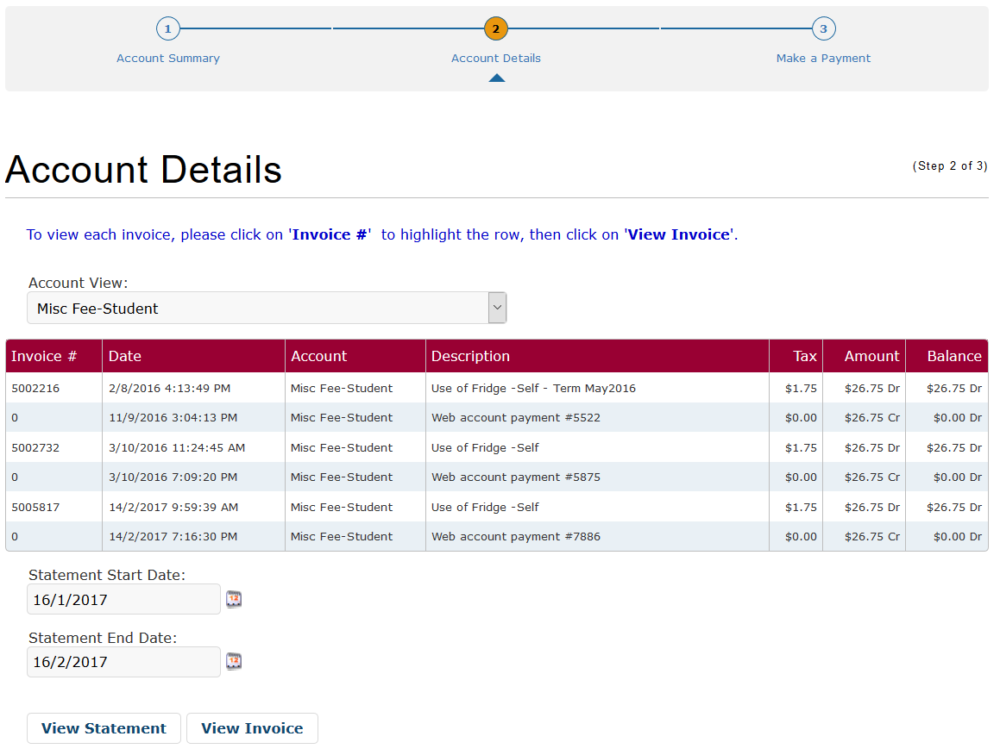 1 2 3
Account Summary Account Details Make a Payment
Account Details
(Step 2 of 3)
To view each invoice, please click on 'Invoice #'  to highlight the row, then click on 'View Invoice'.
Account View:
Misc Fee-Student
Invoice # Date Account Description Tax Amount Balance
5002216 2/8/2016 4:13:49 PM Misc Fee-Student Use of Fridge -Self - Term May2016 $1.75 $26.75 Dr $26.75 Dr
0 11/9/2016 3:04:13 PM Misc Fee-Student Web account payment #5522 $0.00 $26.75 Cr $0.00 Dr
5002732 3/10/2016 11:24:45 AM Misc Fee-Student Use of Fridge -Self $1.75 $26.75 Dr $26.75 Dr
0 3/10/2016 7:09:20 PM Misc Fee-Student Web account payment #5875 $0.00 $26.75 Cr $0.00 Dr
5005817 14/2/2017 9:59:39 AM Misc Fee-Student Use of Fridge -Self $1.75 $26.75 Dr $26.75 Dr
0 14/2/2017 7:16:30 PM Misc Fee-Student Web account payment #7886 $0.00 $26.75 Cr $0.00 Dr
Statement Start Date:
16/1/2017
12
Statement End Date:
16/2/2017
12
View Statement View Invoice